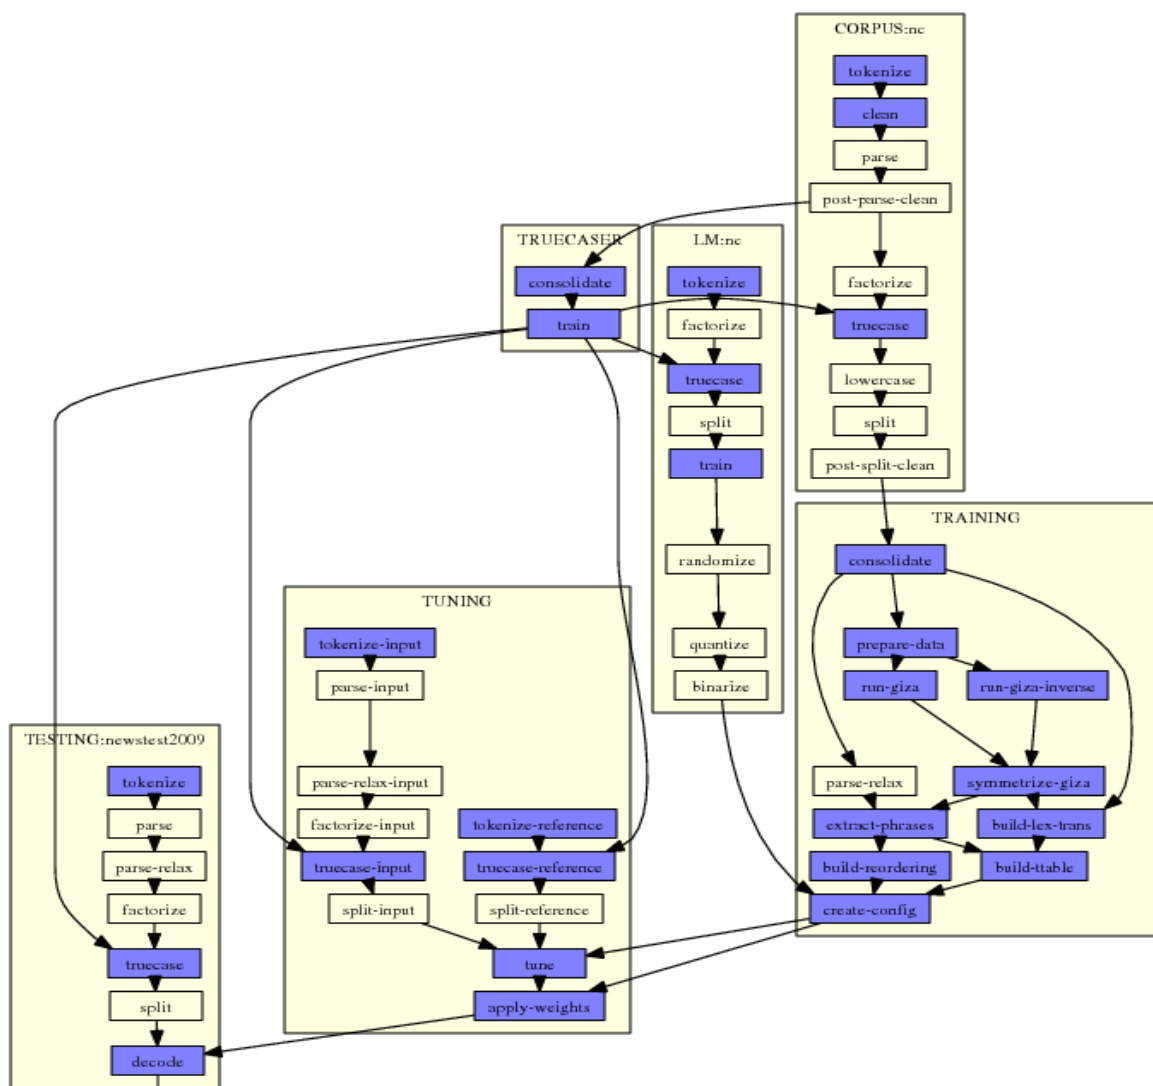 CORPUS:nc
tokenize
clean
parse
post-parse-clean
factorize
truecase
lowercase
split
post-split-clean
TRUECASER
consolidate
train
LM:nc
tokenize
factorize
truecase
split
train
randomize
quantize
binarize
TRAINING
consolidate
prepare-data
run-giza
run-giza-inverse
parse-relax
symmetrize-giza
extract-phrases
build-lex-trans
build-reordering
build-ttable
create-config
TUNING
tokenize-input
parse-input
parse-relax-input
factorize-input
tokenize-reference
truecase-input
truecase-reference
split-input
split-reference
tune
apply-weights
TESTING:newstest2009
tokenize
parse
parse-relax
factorize
truecase
split
decode